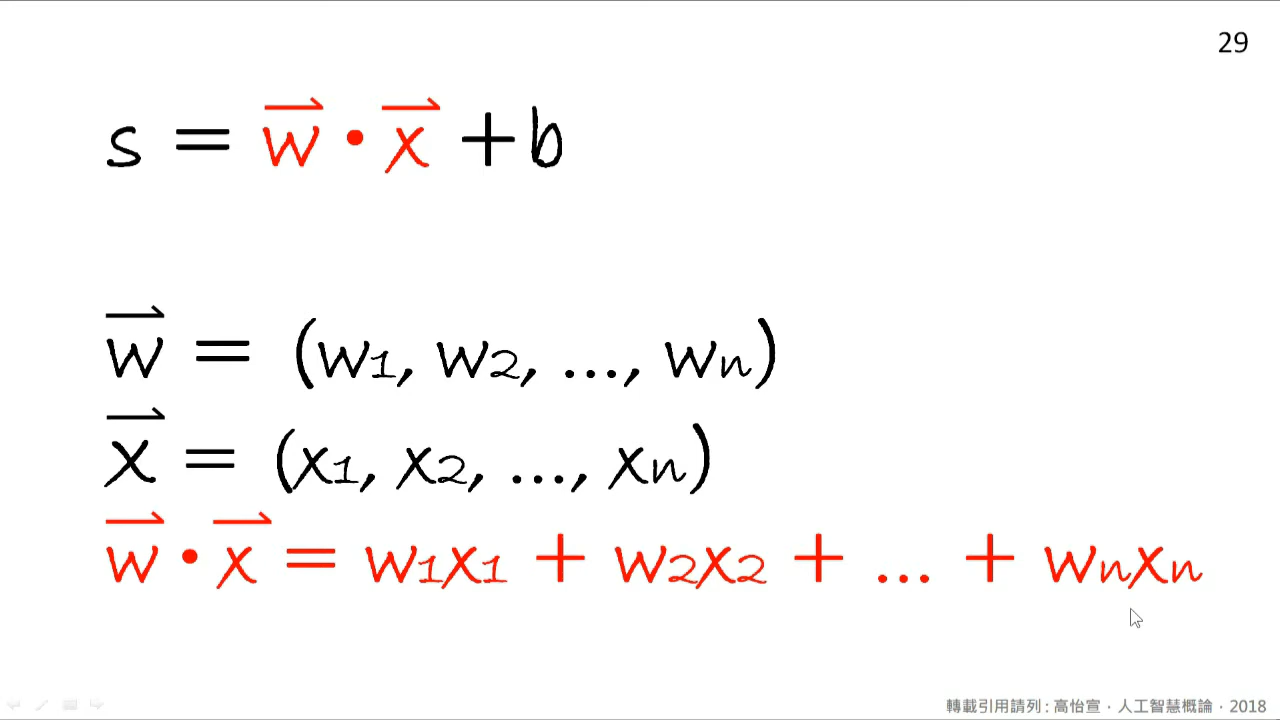 29
s = w⃗ • x⃗ + b
w⃗ = (w1, w2, ..., wn)
x⃗ = (x1, x2, ..., xn)
w⃗ • x⃗ = w1x1 + w2x2 + ... + wnxn
轉載引用請列 : 高怡宣 · 人工智慧概論 · 2018